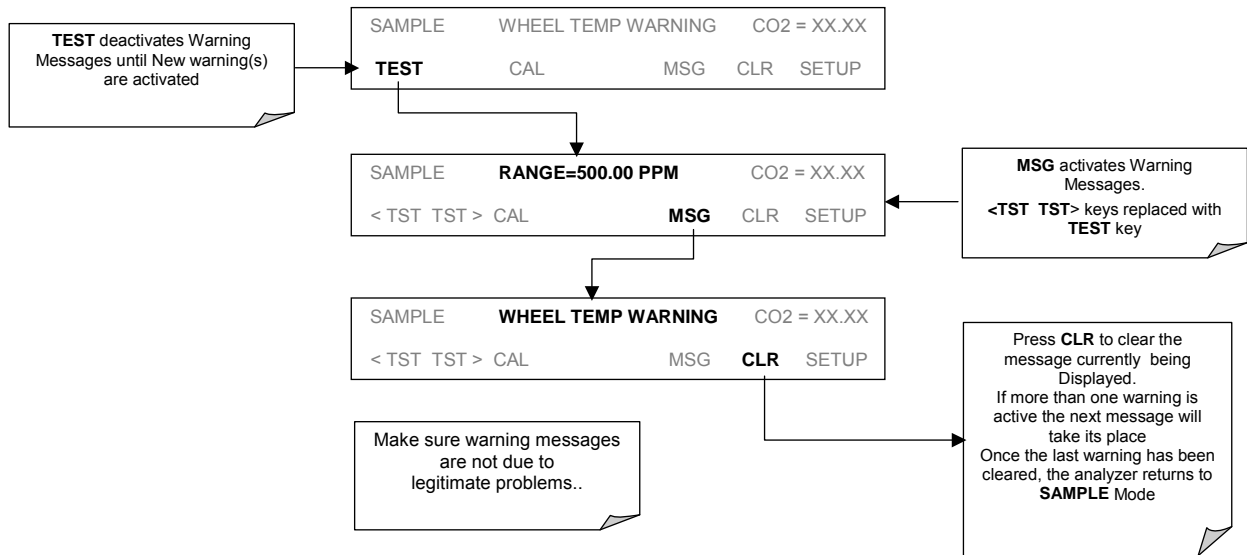 TEST deactivates Warning
Messages until New warning(s)
are activated
SAMPLE WHEEL TEMP WARNING CO2 = XX.XX
TEST CAL MSG CLR SETUP
SAMPLE RANGE=500.00 PPM CO2 = XX.XX
< TST TST > CAL MSG CLR SETUP
MSG activates Warning
Messages.
<TST TST> keys replaced with
TEST key
SAMPLE WHEEL TEMP WARNING CO2 = XX.XX
< TST TST > CAL MSG CLR SETUP
Make sure warning messages
are not due to
legitimate problems..
Press CLR to clear the
message currently being
Displayed.
If more than one warning is
active the next message will
take its place
Once the last warning has been
cleared, the analyzer returns to
SAMPLE Mode